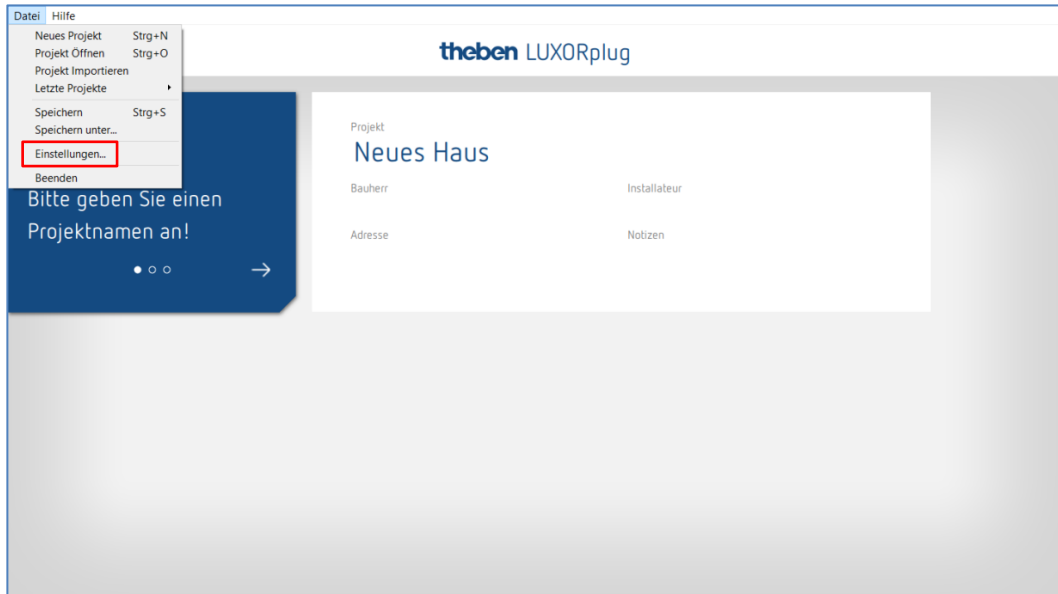 Datei Hilfe
Neues Projekt Strg+N
Projekt Öffnen Strg+O
Projekt Importieren
Letzte Projekte
Speichern Strg+S
Speichern unter...
Einstellungen...
Beenden
theben LUXORplug
Bitte geben Sie einen
Projektnamen an!
Projekt
Neues Haus
Bauherr Installateur
Adresse Notizen